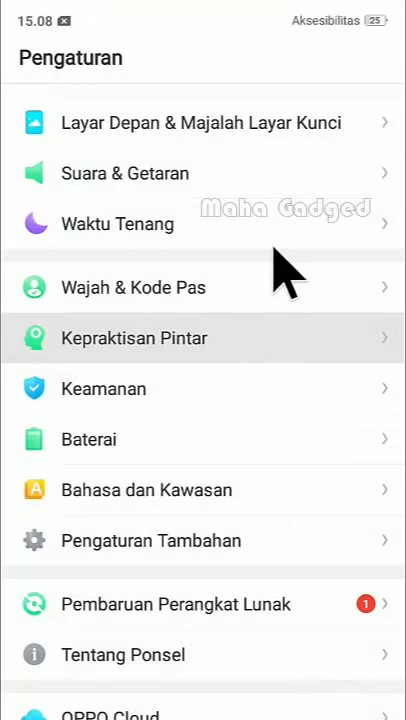 15.08
Aksesibilitas 25
Pengaturan
Layar Depan & Majalah Layar Kunci
Suara & Getaran
Maha Gadged
Waktu Tenang
Wajah & Kode Pas
Kepraktisan Pintar
Keamanan
Baterai
A Bahasa dan Kawasan
Pengaturan Tambahan
Pembaruan Perangkat Lunak 1
Tentang Ponsel
OPPO Cloud